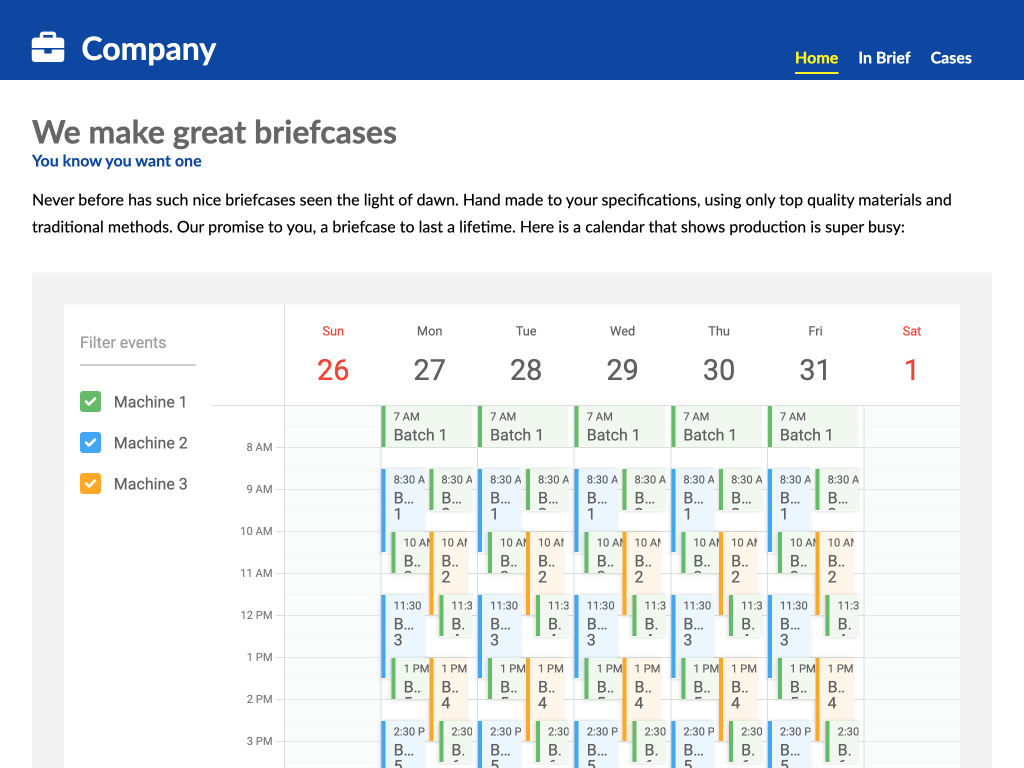 Company
Home In Brief Cases
We make great briefcases
You know you want one
Never before has such nice briefcases seen the light of dawn. Hand made to your specifications, using only top quality materials and
traditional methods. Our promise to you, a briefcase to last a lifetime. Here is a calendar that shows production is super busy:
Filter events
Machine 1
Machine 2
Machine 3
Sun Mon Tue Wed Thu Fri Sat
26 27 28 29 30 31 1
7 AM 7 AM 7 AM 7 AM 7 AM
Batch 1 Batch 1 Batch 1 Batch 1 Batch 1
8 AM
8:30 A 8:30 A 8:30 A 8:30 A 8:30 A 8:30 A 8:30 A 8:30 A 8:30 A 8:30 A
9 AM
B... B... B... B... B... B... B... B... B... B...
1 1 1 1 1
10 AM
10 AM 10 AM 10 AM 10 AM 10 AM 10 AM 10 AM 10 AM 10 AM 10 AM
B.. B.. B.. B.. B.. B.. B.. B.. B.. B..
11 AM
2 2 2 2 2
11:30 11:3 11:30 11:3 11:30 11:3 11:30 11:3 11:30 11:3
12 PM
B... B. B... B. B... B. B... B. B... B.
3 3 3 3 3
1 PM
1 PM 1 PM 1 PM 1 PM 1 PM 1 PM 1 PM 1 PM 1 PM 1 PM
B.. B.. B.. B.. B.. B.. B.. B.. B.. B..
2 PM
4 4 4 4 4
2:30 P 2:30 2:30 P 2:30 2:30 P 2:30 2:30 P 2:30 2:30 P 2:30
3 PM
B... B. B... B. B... B. B... B. B... B.
5 5 5 5 5